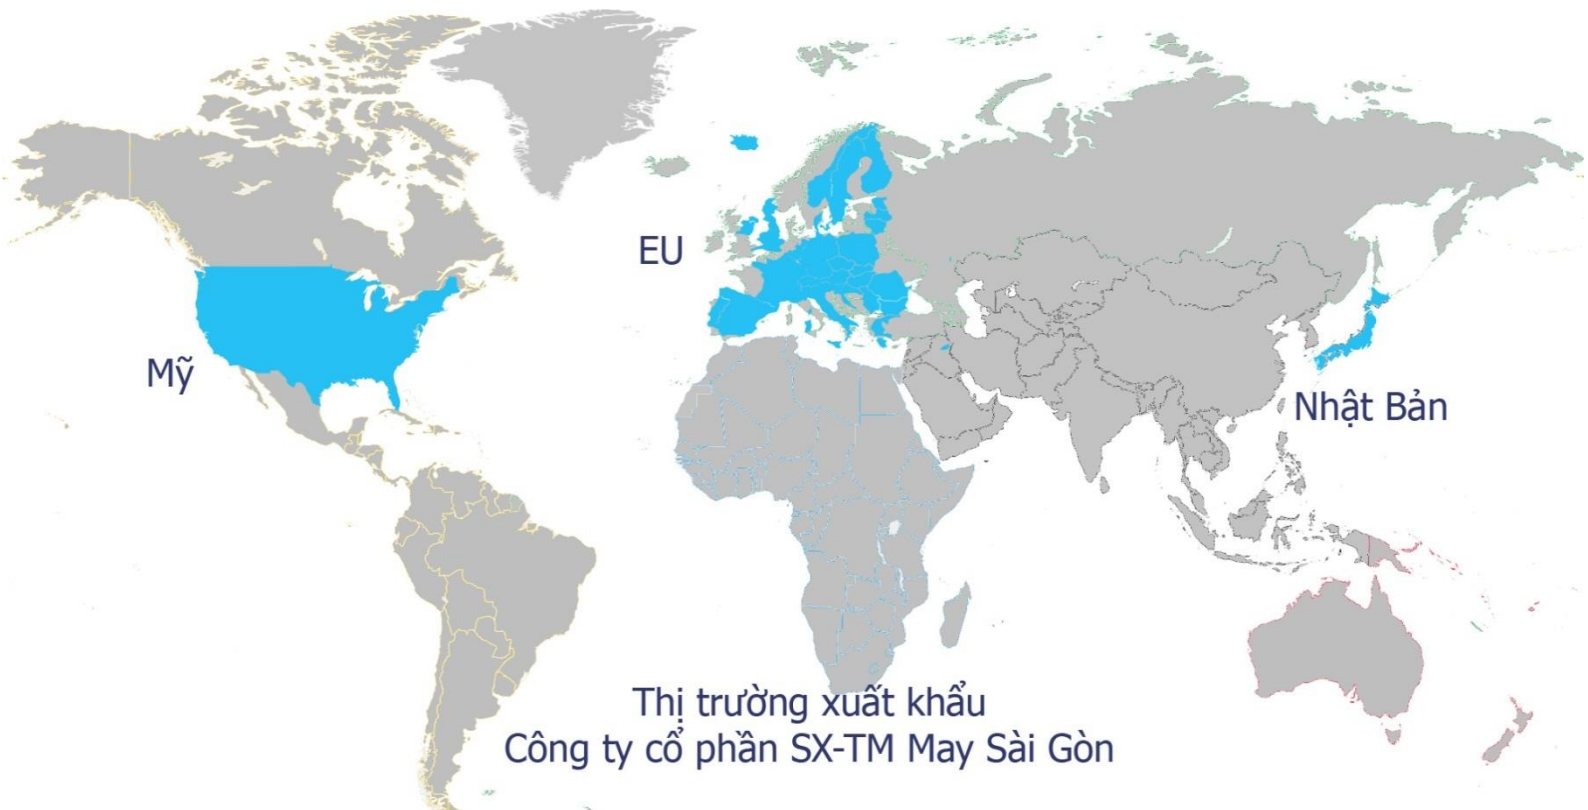 EU
Mỹ
Nhật Bản
Thị trường xuất khẩu
Công ty cổ phần SX-TM May Sài Gòn